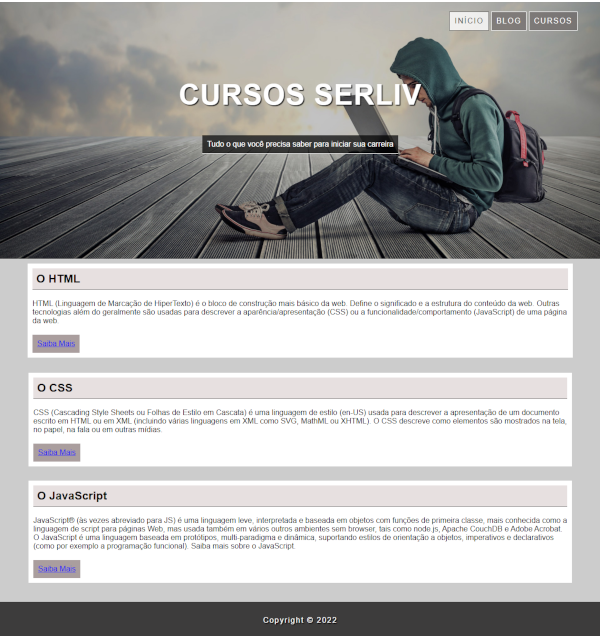 INÍCIO BLOG CURSOS
CURSOS SERLIV
Tudo o que você precisa saber para iniciar sua carreira
O HTML
HTML (Linguagem de Marcação de HiperTexto) é o bloco de construção mais básico da web. Define o significado e a estrutura do conteúdo da web. Outras
tecnologias além do geralmente são usadas para descrever a aparência/apresentação (CSS) ou a funcionalidade/comportamento (JavaScript) de uma página
da web.
Saiba Mais
O CSS
CSS (Cascading Style Sheets ou Folhas de Estilo em Cascata) é uma linguagem de estilo (en-US) usada para descrever a apresentação de um documento
escrito em HTML ou em XML (incluindo várias linguagens em XML como SVG, MathML ou XHTML). O CSS descreve como elementos são mostrados na tela,
no papel, na fala ou em outras mídias.
Saiba Mais
O JavaScript
JavaScript® (às vezes abreviado para JS) é uma linguagem leve, interpretada e baseada em objetos com funções de primeira classe, mais conhecida como a
linguagem de script para páginas Web, mas usada também em vários outros ambientes sem browser, tais como node.js, Apache CouchDB e Adobe Acrobat.
O JavaScript é uma linguagem baseada em protótipos, multi-paradigma e dinâmica, suportando estilos de orientação a objetos, imperativos e declarativos
(como por exemplo a programação funcional). Saiba mais sobre o JavaScript.
Saiba Mais
Copyright © 2022